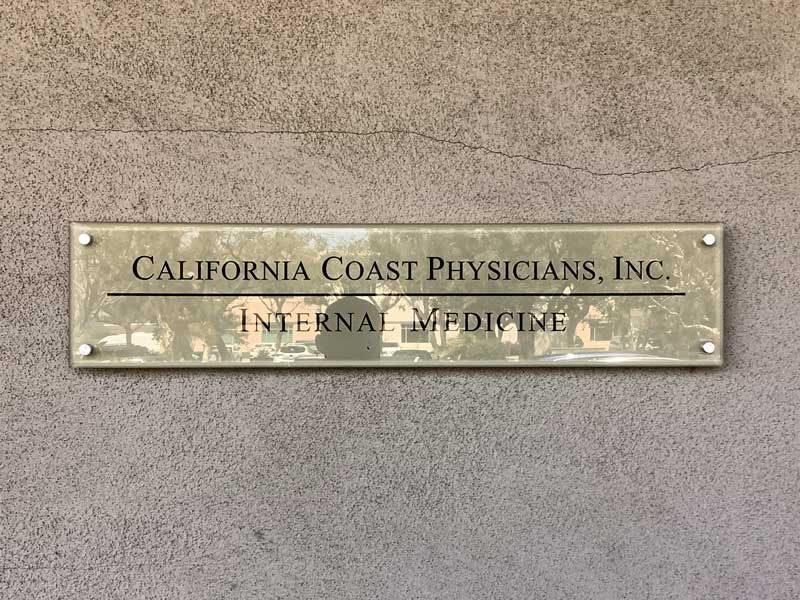 California Coast Physicians, Inc.
Internal Medicine